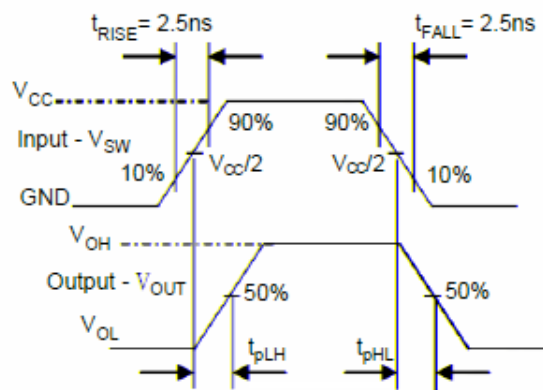 tRISE= 2.5ns
tFALL = 2.5ns
VCC
90%
90%
Input - VSW
VCC/2
VCC/2
10%
10%
GND
VOH
Output - VOUT
50%
50%
VOL
tpLH
tpHL